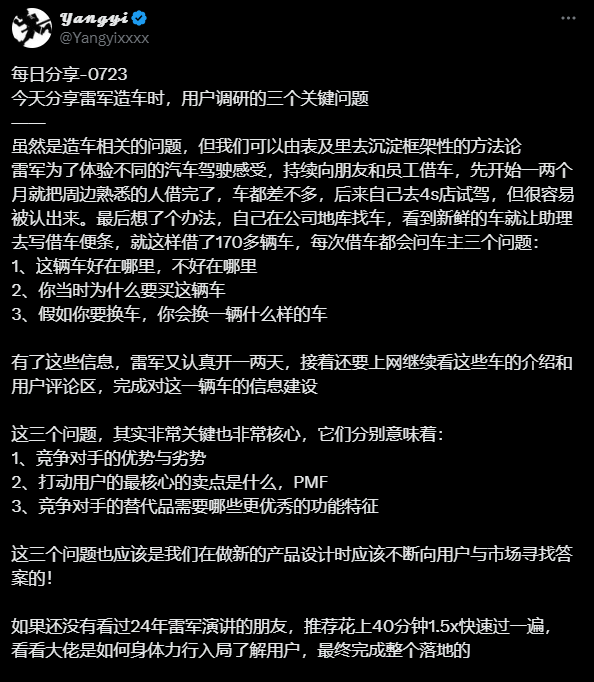 Yangyi
@Yangyixxxx
每日分享-0723
今天分享雷军造车时，用户调研的三个关键问题
——
虽然是造车相关的问题，但我们可以由表及里去沉淀框架性的方法论
雷军为了体验不同的汽车驾驶感受，持续向朋友和员工借车，先开始一两个
月就把周边熟悉的人借完了，车都差不多，后来自己去4s店试驾，但很容易
被认出来。最后想了个办法，自己在公司地库找车，看到新鲜的车就让助理
去写借车便条，就这样借了170多辆车，每次借车都会问车主三个问题：
1、这辆车好在哪里，不好在哪里
2、你当时为什么要买这辆车
3、假如你要换车，你会换一辆什么样的车
有了这些信息，雷军又认真开一两天，接着还要上网继续看这些车的介绍和
用户评论区，完成对这一辆车的信息建设
这三个问题，其实非常关键也非常核心，它们分别意味着：
1、竞争对手的优势与劣势
2、打动用户的最核心的卖点是什么，PMF
3、竞争对手的替代品需要哪些更优秀的功能特征
这三个问题也应该是我们在做新的产品设计时应该不断向用户与市场寻找答
案的！
如果还没有看过24年雷军演讲的朋友，推荐花上40分钟1.5x快速过一遍，
看看大佬是如何身体力行入局了解用户，最终完成整个落地的